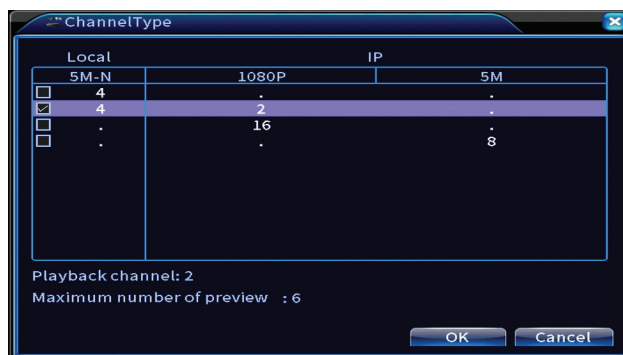 ChannelType
Local IP
5M-N 1080P 5M
4 . .
4 2 .
. 16 .
. . 8
Playback channel: 2
Maximum number of preview : 6
OK Cancel